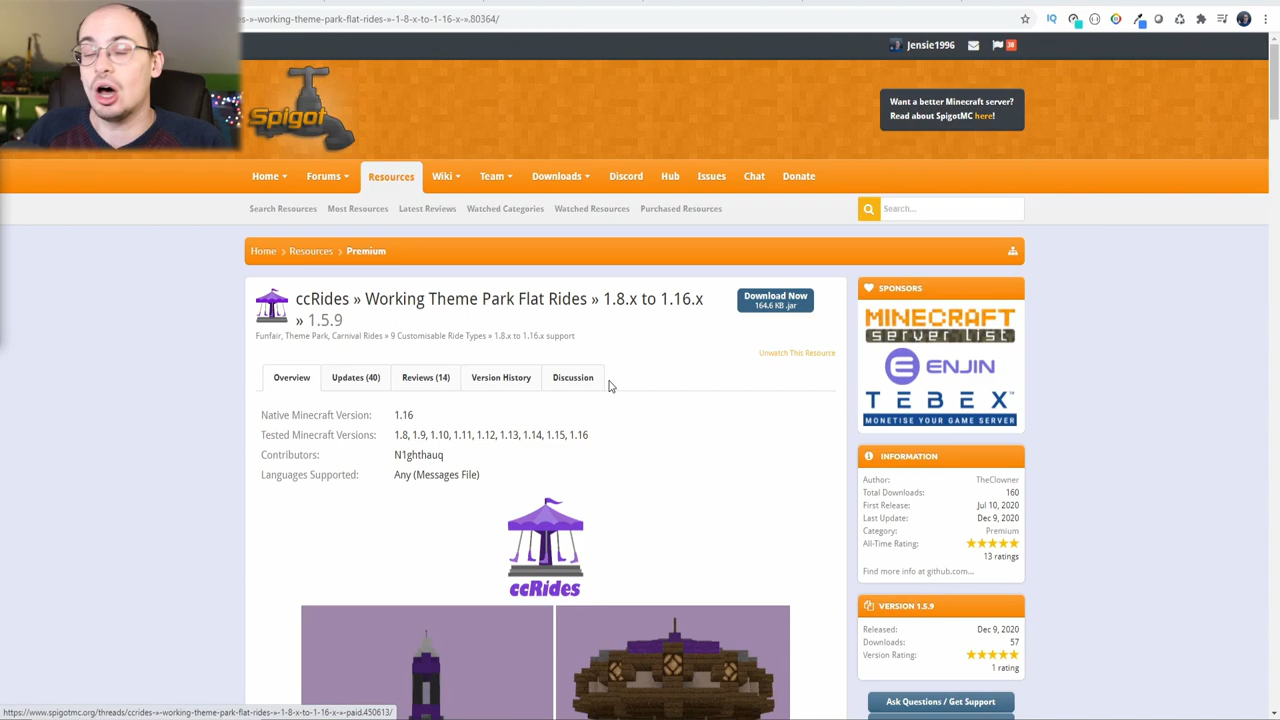 s-»-working-theme-park-flat-rides-»-1-8-x-to-1-16-x-».80364/
Jensie1996
38
Spigot
Want a better Minecraft server?
Read about SpigotMC here!
Home
Forums
Resources
Wiki
Team
Downloads
Discord
Hub
Issues
Chat
Donate
Search Resources
Most Resources
Latest Reviews
Watched Categories
Watched Resources
Purchased Resources
Search...
Home
Resources
Premium
ccRides » Working Theme Park Flat Rides » 1.8.x to 1.16.x
» 1.5.9
Funfair, Theme Park, Carnival Rides » 9 Customisable Ride Types » 1.8.x to 1.16.x support
Download Now
164.6 KB .jar
Unwatch This Resource
Overview
Updates (40)
Reviews (14)
Version History
Discussion
Native Minecraft Version: 1.16
Tested Minecraft Versions: 1.8, 1.9, 1.10, 1.11, 1.12, 1.13, 1.14, 1.15, 1.16
Contributors: N1ghthauq
Languages Supported: Any (Messages File)
ccRides
SPONSORS
MINECRAFT
SERVER LIST
ENJIN
TEBEX
MONETISE YOUR GAME SERVER
INFORMATION
Author: TheClowner
Total Downloads: 160
First Release: Jul 10, 2020
Last Update: Dec 9, 2020
Category: Premium
All-Time Rating:
13 ratings
Find more info at github.com...
VERSION 1.5.9
Released: Dec 9, 2020
Downloads: 57
Version Rating:
1 rating
Ask Questions / Get Support
https://www.spigotmc.org/threads/ccrides-»-working-theme-park-flat-rides-»-1-8-x-to-1-16-x-»-paid.450613/